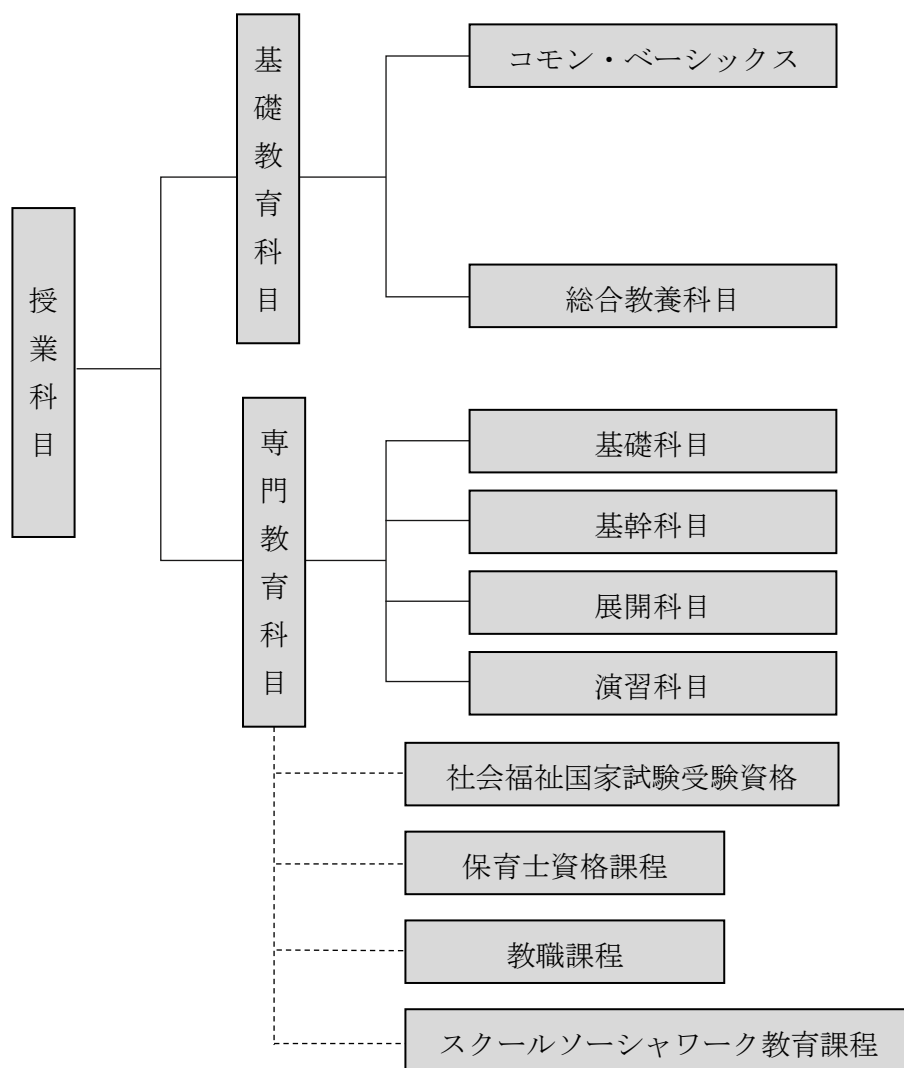 授業科目
基礎教育科目
コモン・ベーシックス
総合教養科目
専門教育科目
基礎科目
基幹科目
展開科目
演習科目
社会福祉国家試験受験資格
保育士資格課程
教職課程
スクールソーシャワーク教育課程